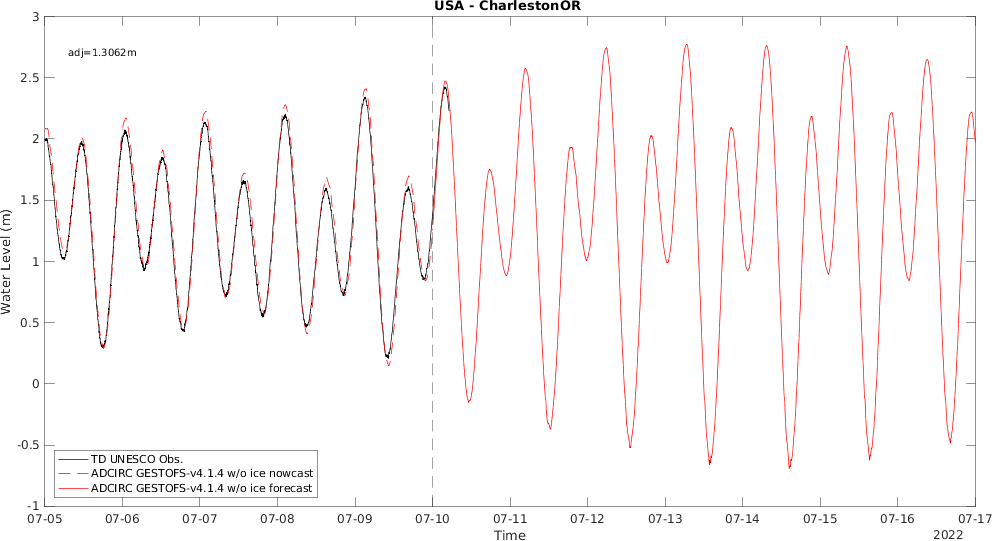 USA - CharlestonOR
adj=1.3062m
3
2.5
2
1.5
1
0.5
0
-0.5
-1
Water Level (m)
TD UNESCO Obs.
ADCIRC GESTOFS-v4.1.4 w/o ice nowcast
ADCIRC GESTOFS-v4.1.4 w/o ice forecast
07-05 07-06 07-07 07-08 07-09 07-10 07-11 07-12 07-13 07-14 07-15 07-16 07-17
Time
2022